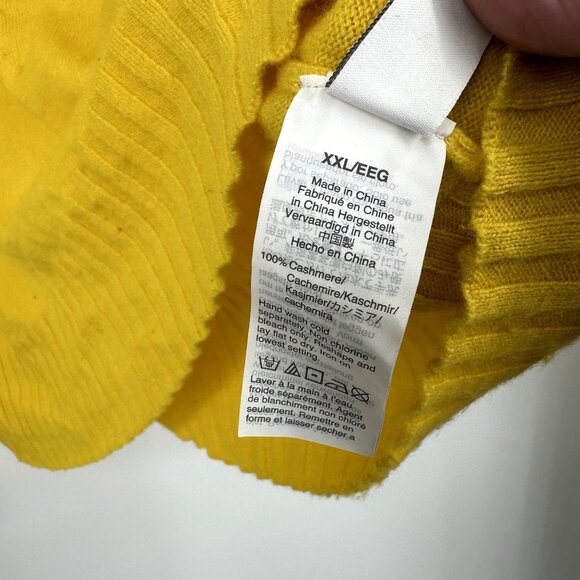 XXL/EEG
Made in China
Fabriqué en Chine
in China Hergestellt
Vervaardigd in China
中国製
Hecho en China
100% Cashmere/
Cachemire/Kaschmir/
Kasjmier/カシミア/
cachemira
Hand wash cold
separately. Non chlorine
bleach only. Reshape and
lay flat to dry. Iron on
lowest setting.
Laver à la main à l'eau
froide séparément. Agent
de blanchiment non chloré
seulement. Remettre en
forme et laisser secher a